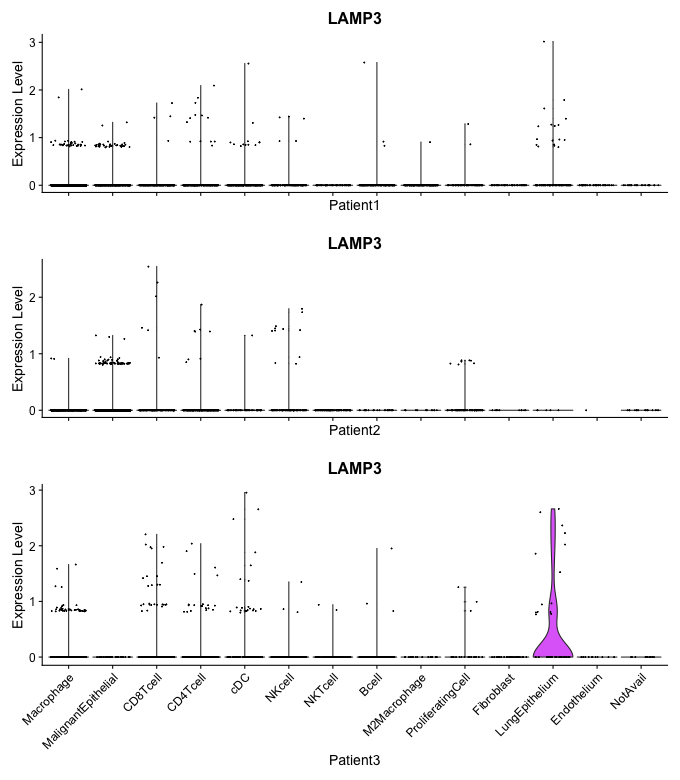 LAMP3
Expression Level
3
2
1
0
Patient1
LAMP3
Expression Level
2
1
0
Patient2
LAMP3
Expression Level
3
2
1
0
Macrophage
MalignantEpithelial
CD8Tcell
CD4Tcell
cDC
NKcell
NKTcell
Bcell
M2Macrophage
ProliferatingCell
Fibroblast
LungEpithelium
Endothelium
NotAvail
Patient3